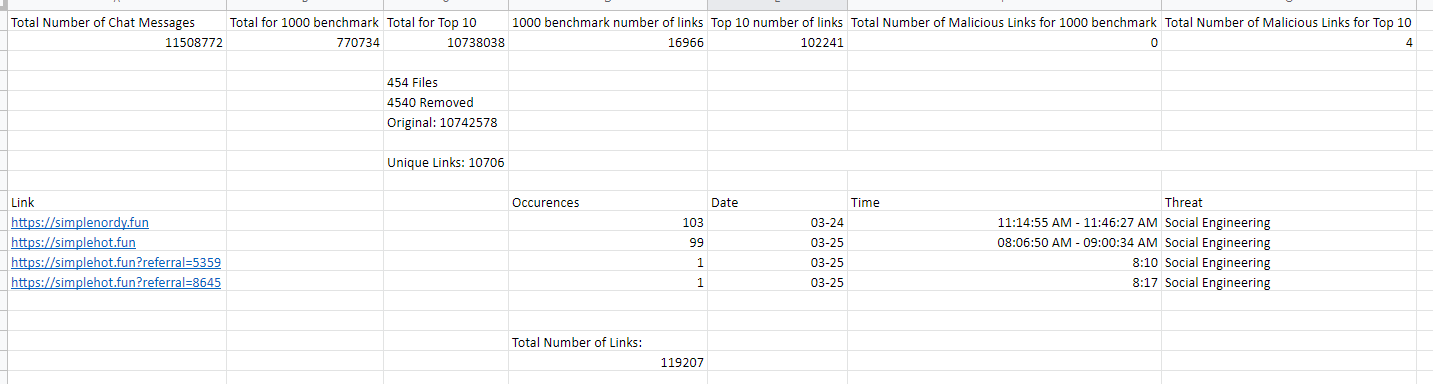 Total Number of Chat Messages Total for 1000 benchmark Total for Top 10 1000 benchmark number of links Top 10 number of links Total Number of Malicious Links for 1000 benchmark Total Number of Malicious Links for Top 10
11508772 770734 10738038 16966 102241 0 4
454 Files
4540 Removed
Original: 10742578
Unique Links: 10706
Link Occurences Date Time Threat
https://simplenordy.fun 103 03-24 11:14:55 AM - 11:46:27 AM Social Engineering
https://simplehot.fun 99 03-25 08:06:50 AM - 09:00:34 AM Social Engineering
https://simplehot.fun?referral=5359 1 03-25 8:10 Social Engineering
https://simplehot.fun?referral=8645 1 03-25 8:17 Social Engineering
Total Number of Links:
119207